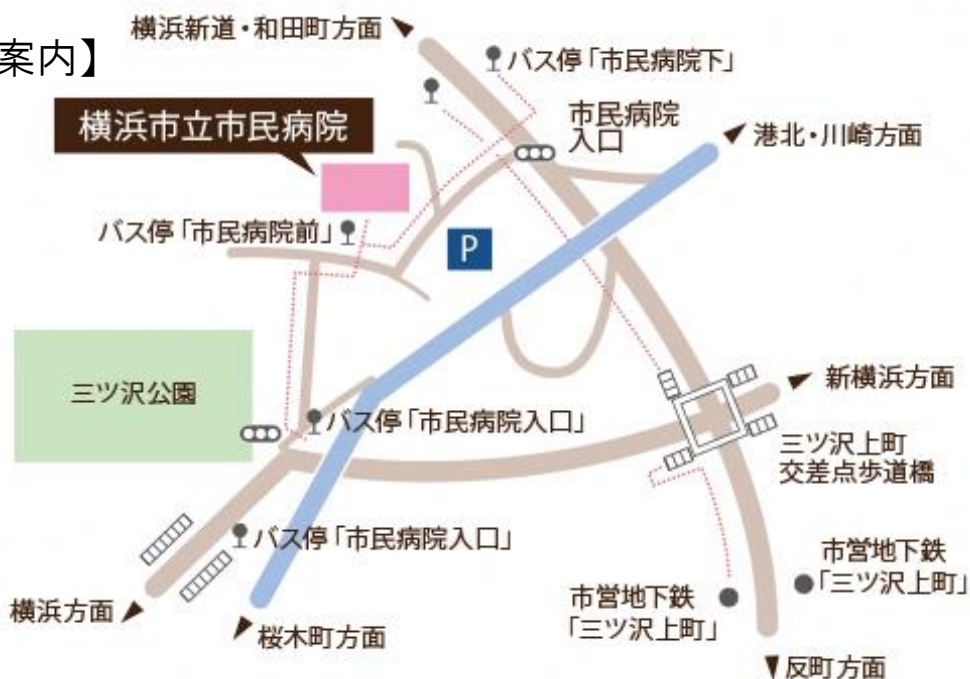 横浜新道・和田町方面
案内】
バス停「市民病院下」
横浜市立市民病院
市民病院
入口
港北・川崎方面
バス停「市民病院前」
P
三ツ沢公園
新横浜方面
バス停「市民病院入口」
三ツ沢上町
交差点歩道橋
バス停「市民病院入口」
市営地下鉄
「三ツ沢上町」
市営地下鉄
「三ツ沢上町」
横浜方面
桜木町方面
反町方面